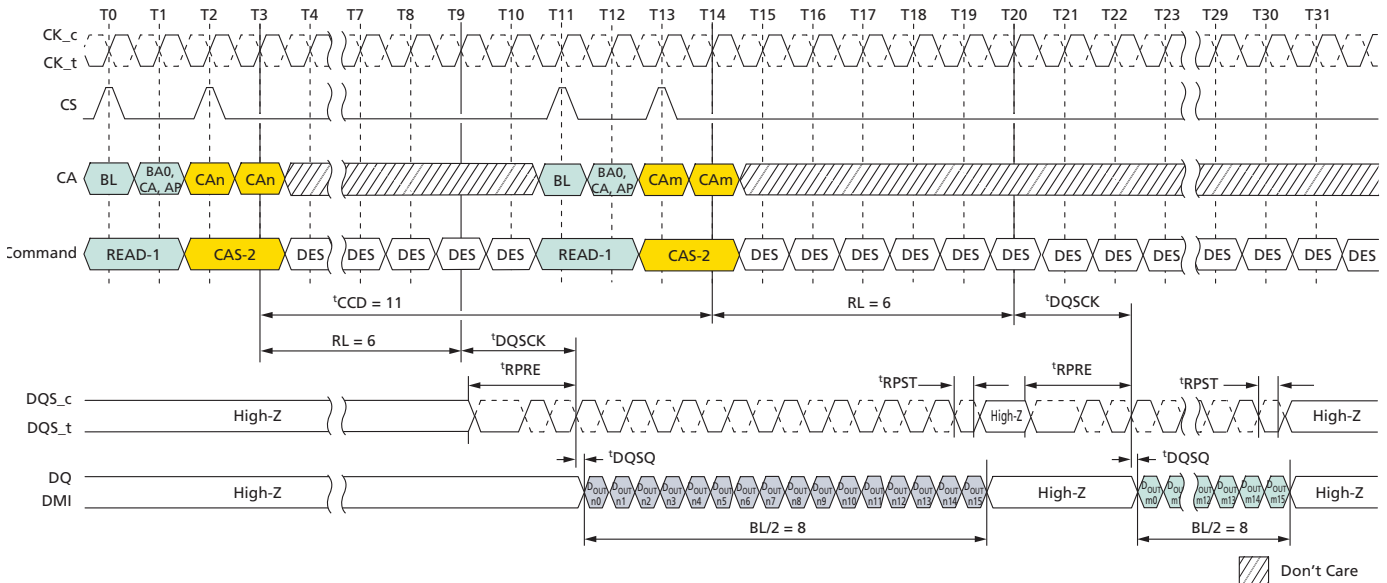 T0 T1 T2 T3 T4 T7 T8 T9 T10 T11 T12 T13 T14 T15 T16 T17 T18 T19 T20 T21 T22 T23 T29 T30 T31
CK_c
CK_t
CS
CA BL BA0, CA, AP CAn CAn BL BA0, CA, AP CAm CAm
Command READ-1 CAS-2 DES DES DES DES DES READ-1 CAS-2 DES DES DES DES DES DES DES DES DES DES DES DES DES
tCCD = 11 RL = 6 tDQSCK
RL = 6 tDQSCK
tRPRE tRPST tRPRE tRPST
DQS_c
DQS_t
High-Z High-Z High-Z
tDQSQ tDQSQ
DQ
DMI
High-Z DOUT n0 DOUT n1 DOUT n2 DOUT n3 DOUT n4 DOUT n5 DOUT n6 DOUT n7 DOUT n8 DOUT n9 DOUT n10 DOUT n11 DOUT n12 DOUT n13 DOUT n14 DOUT n15 High-Z DOUT m0 DOUT m1 DOUT m12 DOUT m13 DOUT m14 DOUT m15 High-Z
BL/2 = 8 BL/2 = 8
Don't Care